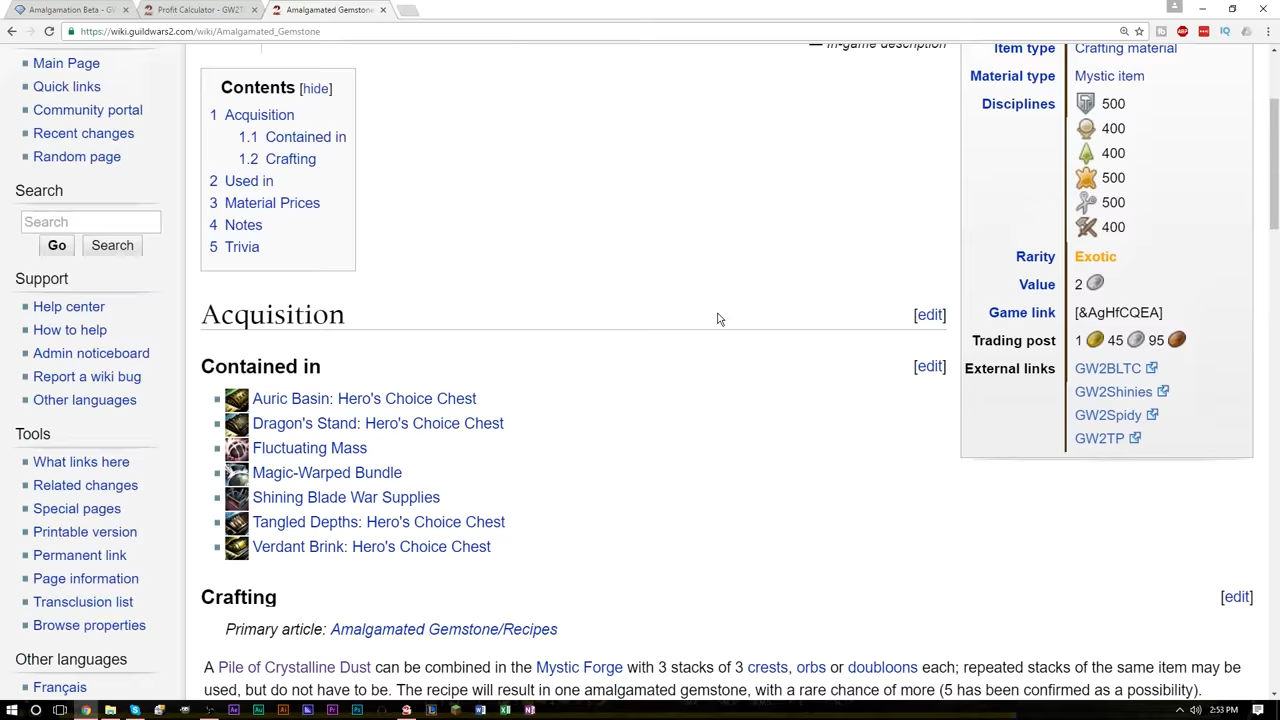 Amalgamation Beta - GW
Profit Calculator - GW2T
Amalgamated Gemstone
https://wiki.guildwars2.com/wiki/Amalgamated_Gemstone
Main Page
Quick links
Community portal
Recent changes
Random page
Search
Search
Go Search
Support
Help center
How to help
Admin noticeboard
Report a wiki bug
Other languages
Tools
What links here
Related changes
Special pages
Printable version
Permanent link
Page information
Transclusion list
Browse properties
Other languages
Français
— In-game description
Contents [hide]
1 Acquisition
1.1 Contained in
1.2 Crafting
2 Used in
3 Material Prices
4 Notes
5 Trivia
Acquisition [edit]
Contained in [edit]
Auric Basin: Hero's Choice Chest
Dragon's Stand: Hero's Choice Chest
Fluctuating Mass
Magic-Warped Bundle
Shining Blade War Supplies
Tangled Depths: Hero's Choice Chest
Verdant Brink: Hero's Choice Chest
Crafting [edit]
Primary article: Amalgamated Gemstone/Recipes
A Pile of Crystalline Dust can be combined in the Mystic Forge with 3 stacks of 3 crests, orbs or doubloons each; repeated stacks of the same item may be
used, but do not have to be. The recipe will result in one amalgamated gemstone, with a rare chance of more (5 has been confirmed as a possibility).
Item type Crafting material
Material type Mystic item
Disciplines 500
400
400
500
500
400
Rarity Exotic
Value 2
Game link [&AgHfCQEA]
Trading post 1 45 95
External links GW2BLTC
GW2Shinies
GW2Spidy
GW2TP
2:53 PM